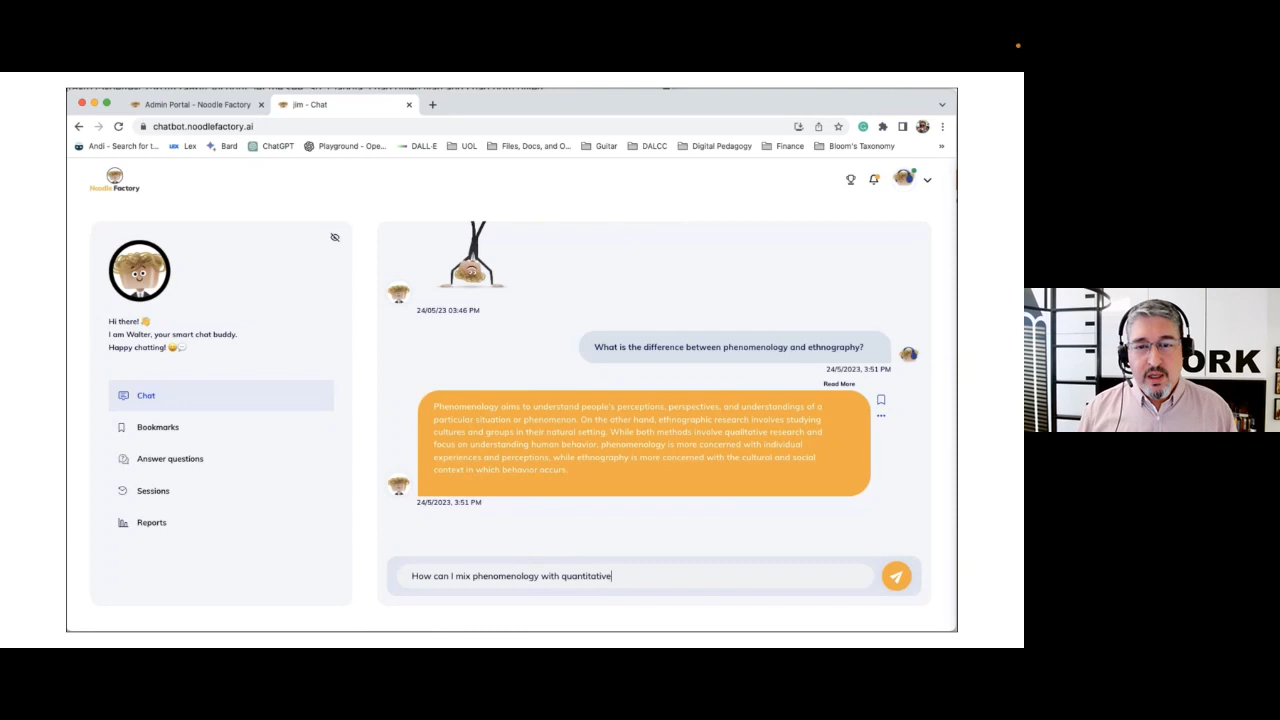 Admin Portal - Noodle Factory
jim - Chat
chatbot.noodlefactory.ai
Andi - Search for t...
LEX Lex
Bard
ChatGPT
Playground - Ope...
DALL·E
UOL
Files, Docs, and O...
Guitar
DALCC
Digital Pedagogy
Finance
Bloom's Taxonomy
»
Noodle Factory
Hi there! 👋
I am Walter, your smart chat buddy.
Happy chatting! 😀💬
Chat
Bookmarks
Answer questions
Sessions
Reports
24/05/23 03:46 PM
What is the difference between phenomenology and ethnography?
24/5/2023, 3:51 PM
Read More
Phenomenology aims to understand people's perceptions, perspectives, and understandings of a
particular situation or phenomenon. On the other hand, ethnographic research involves studying
cultures and groups in their natural setting. While both methods involve qualitative research and
focus on understanding human behavior, phenomenology is more concerned with individual
experiences and perceptions, while ethnography is more concerned with the cultural and social
context in which behavior occurs.
24/5/2023, 3:51 PM
How can I mix phenomenology with quantitative
ORK